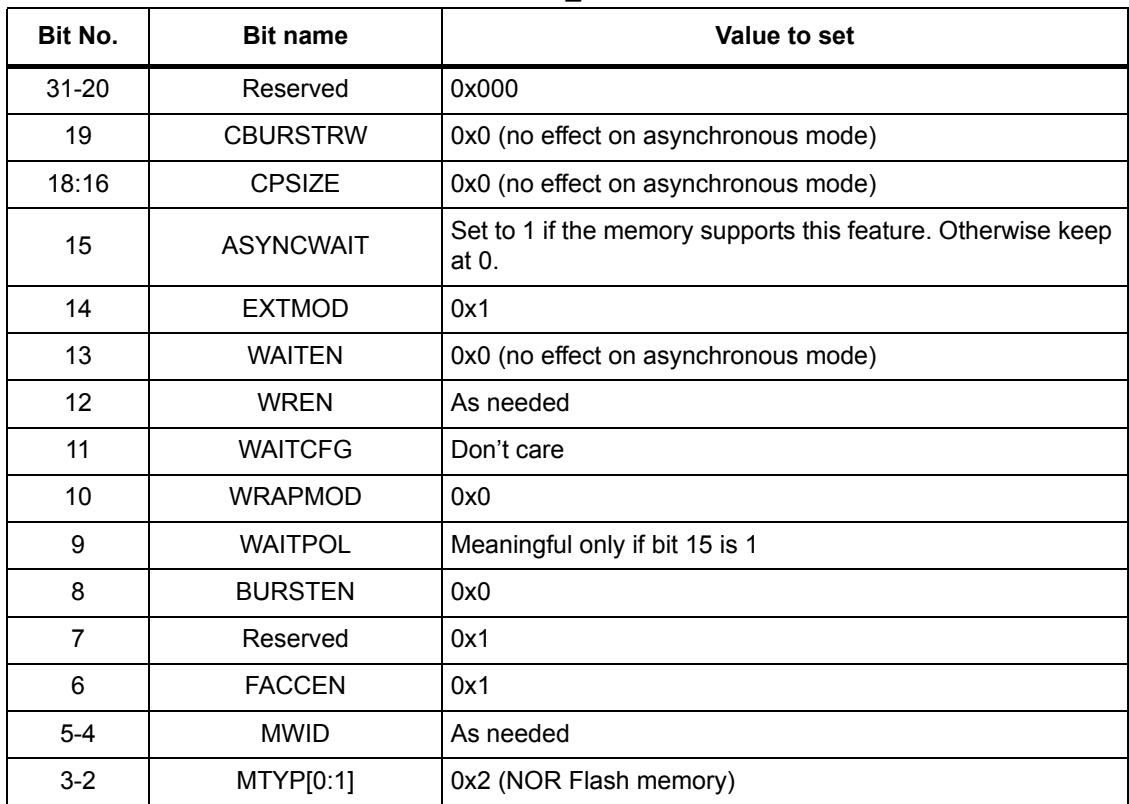 Bit No. Bit name Value to set
31-20 Reserved 0x000
19 CBURSTRW 0x0 (no effect on asynchronous mode)
18:16 CPSIZE 0x0 (no effect on asynchronous mode)
15 ASYNCWAIT Set to 1 if the memory supports this feature. Otherwise keep
at 0.
14 EXTMOD 0x1
13 WAITEN 0x0 (no effect on asynchronous mode)
12 WREN As needed
11 WAITCFG Don’t care
10 WRAPMOD 0x0
9 WAITPOL Meaningful only if bit 15 is 1
8 BURSTEN 0x0
7 Reserved 0x1
6 FACCEN 0x1
5-4 MWID As needed
3-2 MTYP[0:1] 0x2 (NOR Flash memory)